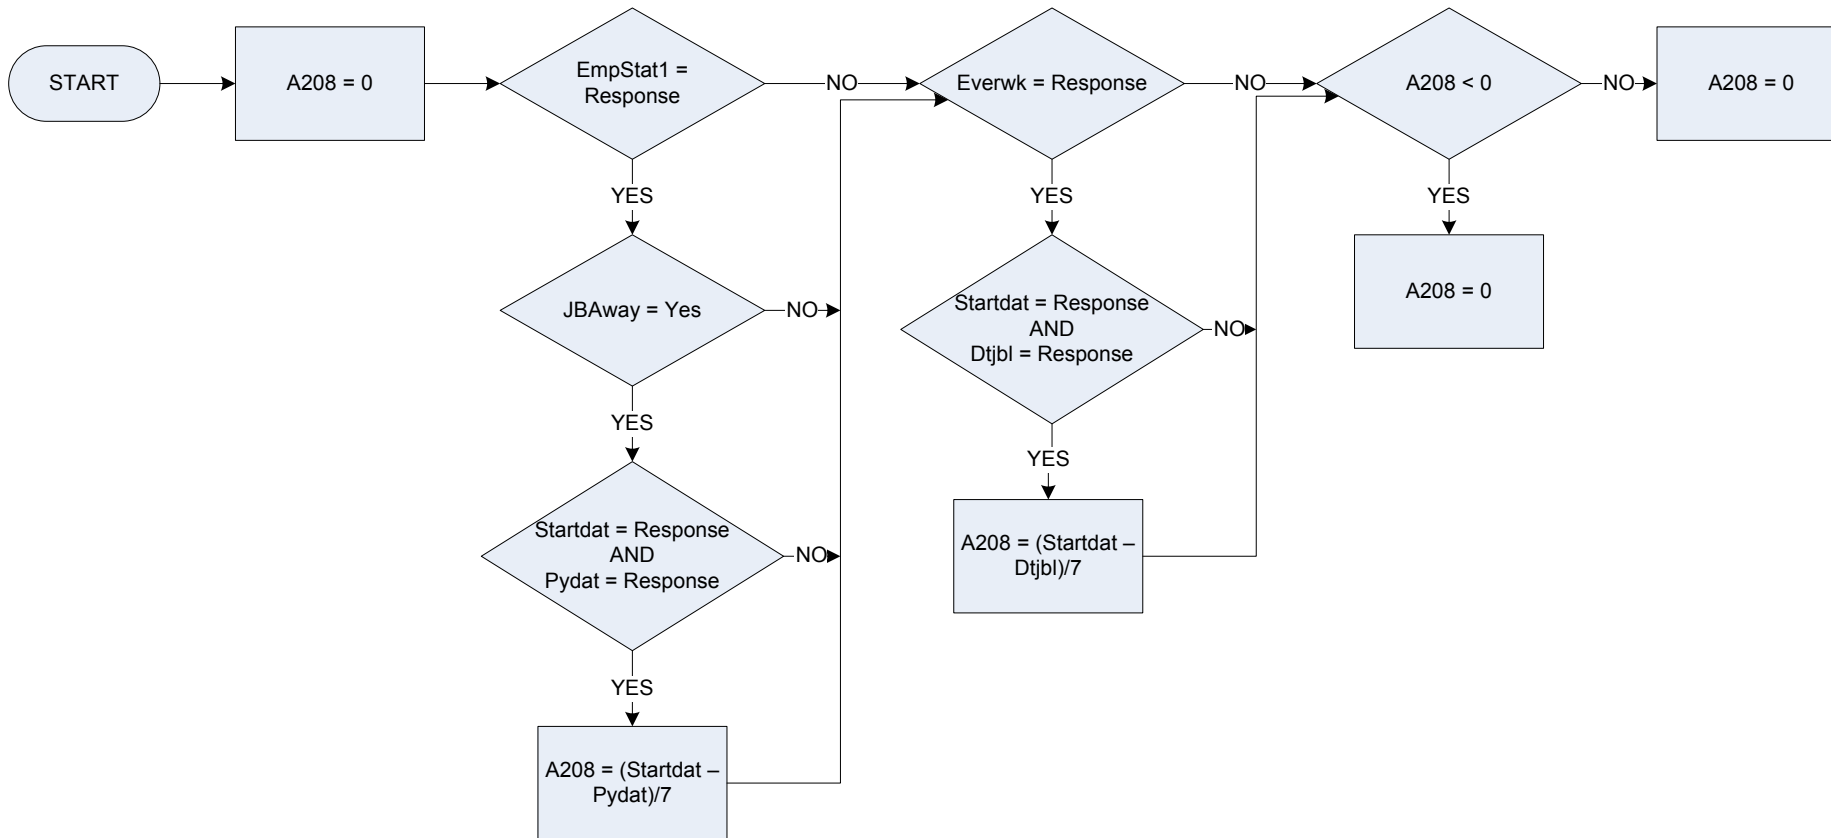 START
A208 = 0
EmpStat1 =
Response
NO
Everwk = Response
NO
A208 < 0
NO
A208 = 0
YES
YES
YES
JBAway = Yes
NO
Startdat = Response
AND
Dtjbl = Response
NO
A208 = 0
YES
YES
Startdat = Response
AND
Pydat = Response
NO
A208 = (Startdat –
Dtjbl)/7
YES
A208 = (Startdat –
Pydat)/7